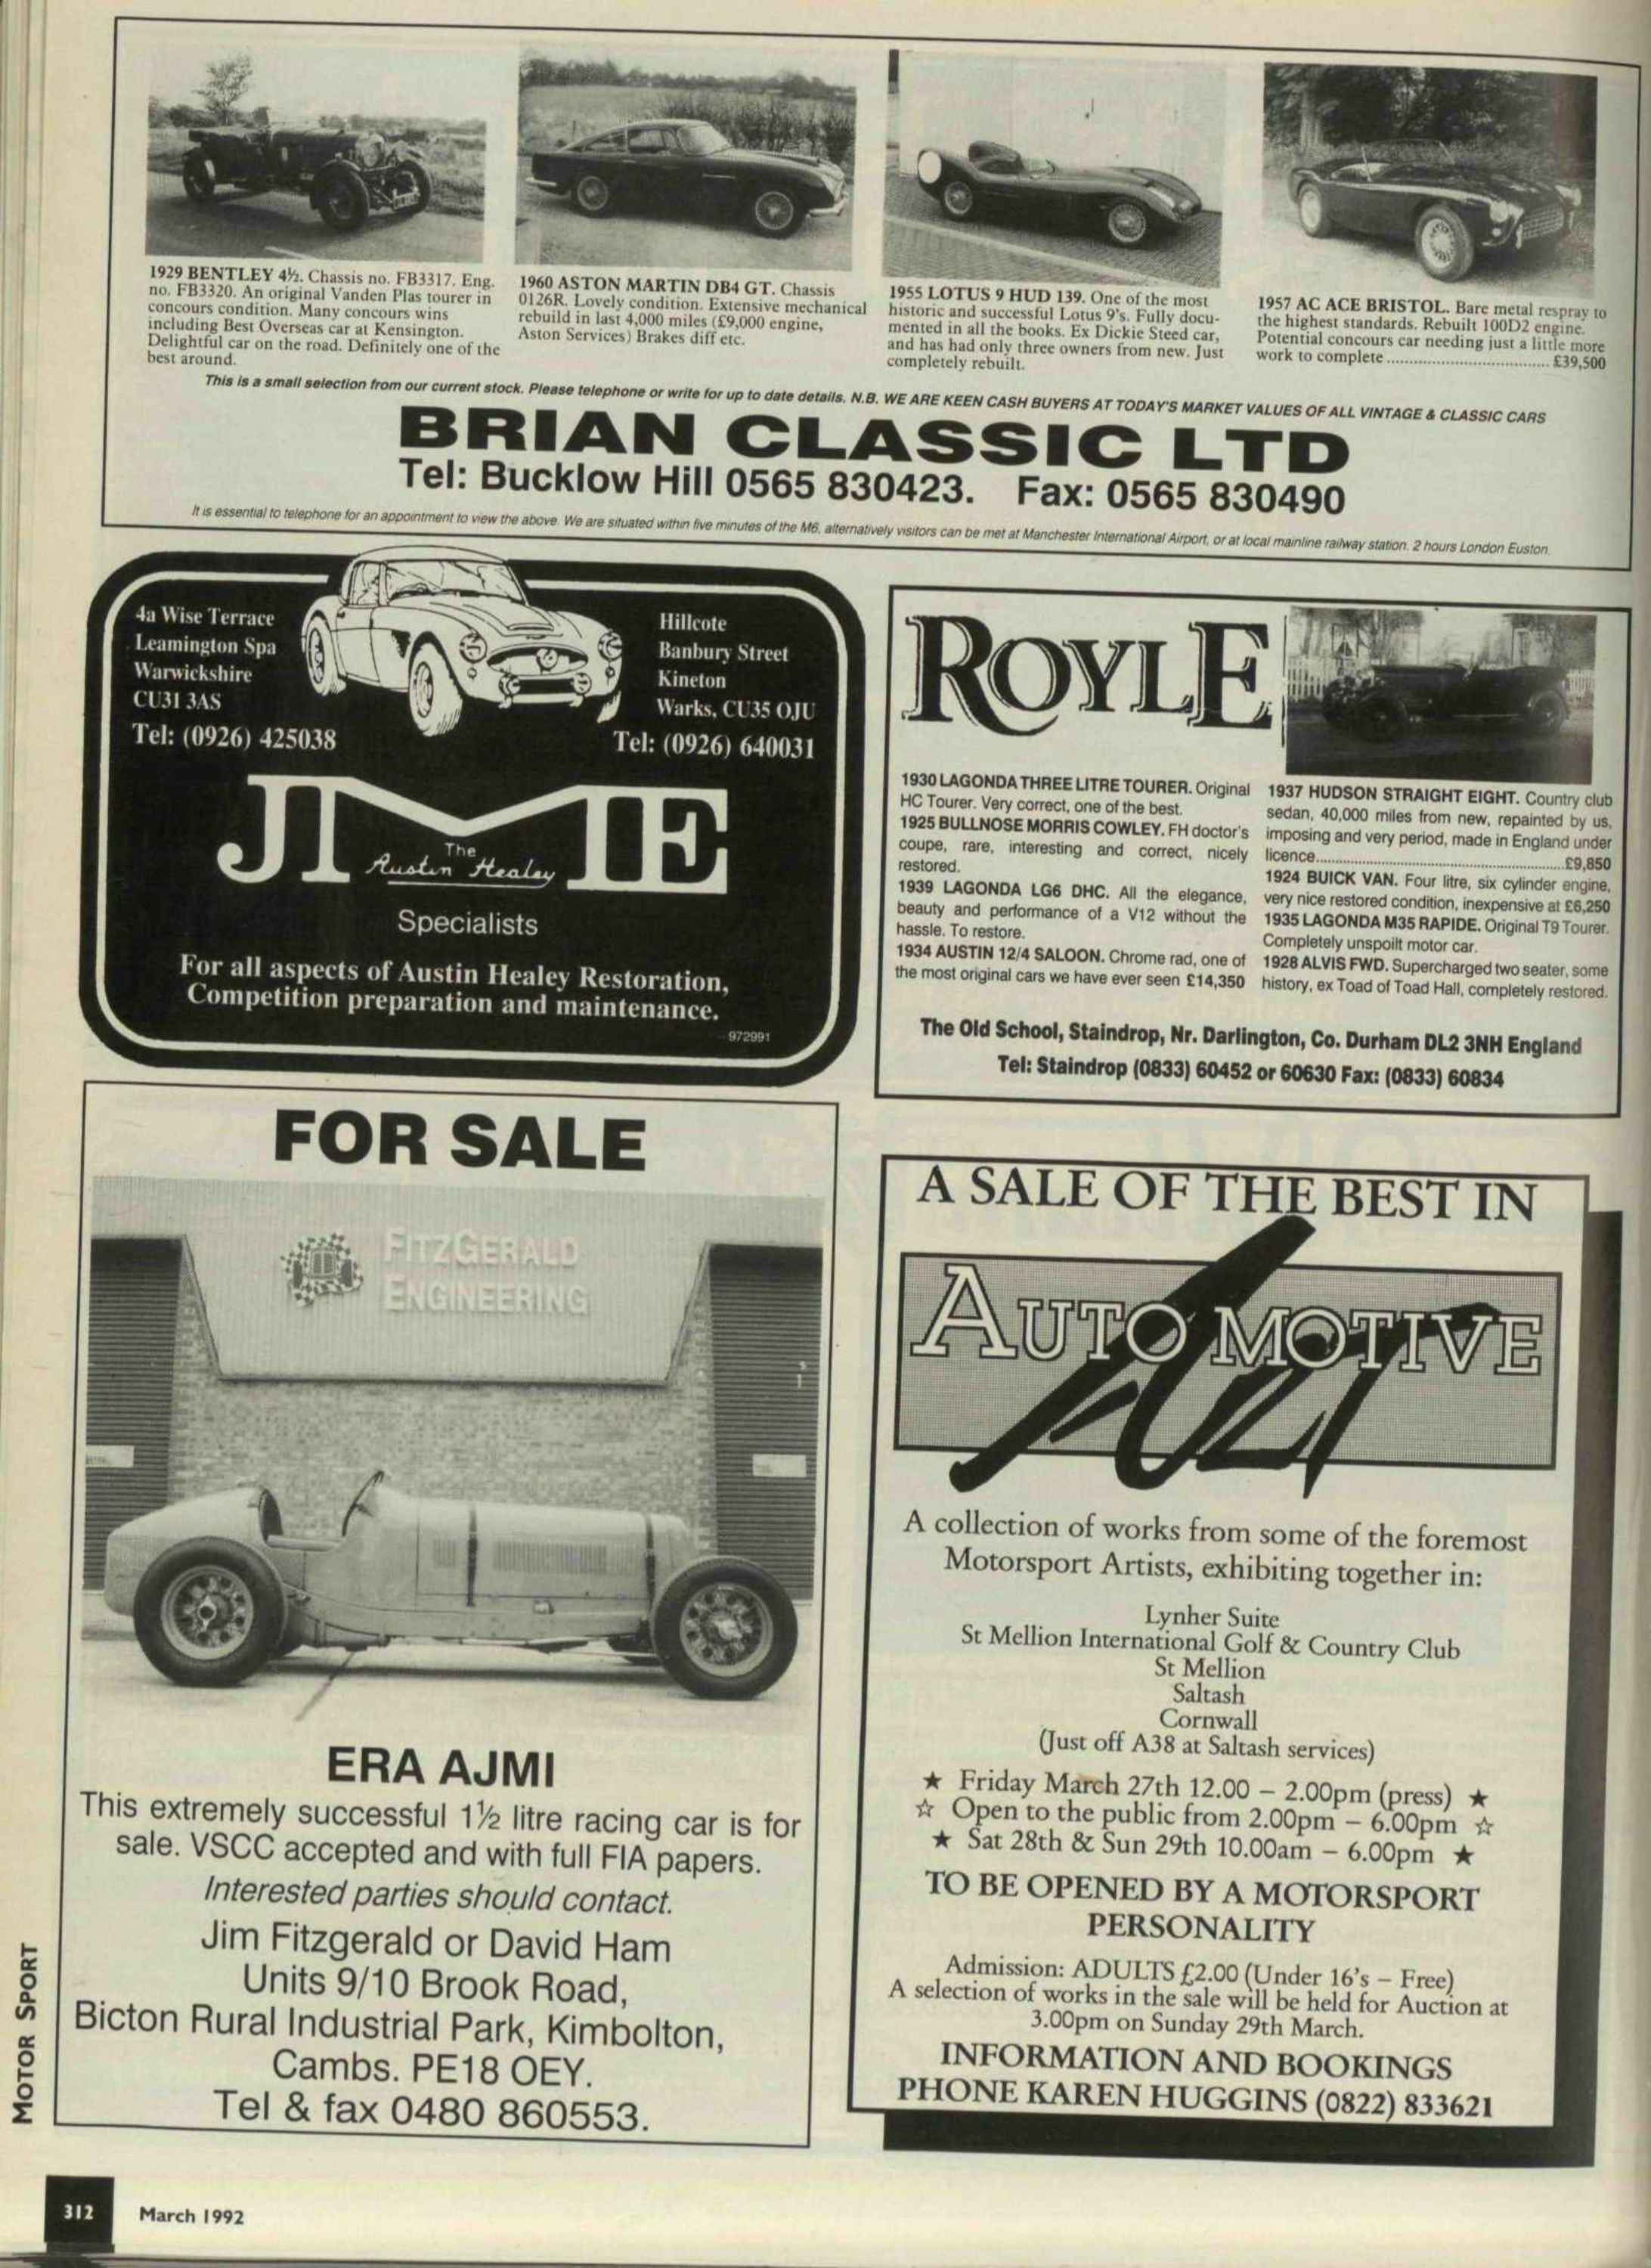 1929 BENTLEY 4½. Chassis no. FB3317. Eng.
no. FB3320. An original Vanden Plas tourer in
concours condition. Many concours wins
including Best Overseas car at Kensington.
Delightful car on the road. Definitely one of the
best around.
1960 ASTON MARTIN DB4 GT. Chassis
0126R. Lovely condition. Extensive mechanical
rebuild in last 4,000 miles (£9,000 engine,
Aston Services) Brakes diff etc.
1955 LOTUS 9 HUD 139. One of the most
historic and successful Lotus 9's. Fully docu-
mented in all the books. Ex Dickie Steed car,
and has had only three owners from new. Just
completely rebuilt.
1957 AC ACE BRISTOL. Bare metal respray to
the highest standards. Rebuilt 100D2 engine.
Potential concours car needing just a little more
work to complete ..................................... £39,500
This is a small selection from our current stock. Please telephone or write for up to date details. N.B. WE ARE KEEN CASH BUYERS AT TODAY'S MARKET VALUES OF ALL VINTAGE & CLASSIC CARS
BRIAN CLASSIC LTD
Tel: Bucklow Hill 0565 830423. Fax: 0565 830490
It is essential to telephone for an appointment to view the above. We are situated within five minutes of the M6, alternatively visitors can be met at Manchester International Airport, or at local mainline railway station. 2 hours London Euston.
4a Wise Terrace
Leamington Spa
Warwickshire
CU31 3AS
Tel: (0926) 425038
Hillcote
Banbury Street
Kineton
Warks, CU35 OJU
Tel: (0926) 640031
JME
The
Austin Healey
Specialists
For all aspects of Austin Healey Restoration,
Competition preparation and maintenance.
972991
ROYLE
1930 LAGONDA THREE LITRE TOURER. Original
HC Tourer. Very correct, one of the best.
1925 BULLNOSE MORRIS COWLEY. FH doctor's
coupe, rare, interesting and correct, nicely
restored.
1939 LAGONDA LG6 DHC. All the elegance,
beauty and performance of a V12 without the
hassle. To restore.
1934 AUSTIN 12/4 SALOON. Chrome rad, one of
the most original cars we have ever seen £14,350
1937 HUDSON STRAIGHT EIGHT. Country club
sedan, 40,000 miles from new, repainted by us,
imposing and very period, made in England under
licence.............................................................£9,850
1924 BUICK VAN. Four litre, six cylinder engine,
very nice restored condition, inexpensive at £6,250
1935 LAGONDA M35 RAPIDE. Original T9 Tourer.
Completely unspoilt motor car.
1928 ALVIS FWD. Supercharged two seater, some
history, ex Toad of Toad Hall, completely restored.
The Old School, Staindrop, Nr. Darlington, Co. Durham DL2 3NH England
Tel: Staindrop (0833) 60452 or 60630 Fax: (0833) 60834
FOR SALE
FITZGERALD
ENGINEERING
ERA AJMI
This extremely successful 1½ litre racing car is for
sale. VSCC accepted and with full FIA papers.
Interested parties should contact.
Jim Fitzgerald or David Ham
Units 9/10 Brook Road,
Bicton Rural Industrial Park, Kimbolton,
Cambs. PE18 OEY.
Tel & fax 0480 860553.
A SALE OF THE BEST IN
AUTOMOTIVE
Art
A collection of works from some of the foremost
Motorsport Artists, exhibiting together in:
Lynher Suite
St Mellion International Golf & Country Club
St Mellion
Saltash
Cornwall
(Just off A38 at Saltash services)
★ Friday March 27th 12.00 – 2.00pm (press) ★
☆ Open to the public from 2.00pm – 6.00pm ☆
★ Sat 28th & Sun 29th 10.00am – 6.00pm ★
TO BE OPENED BY A MOTORSPORT
PERSONALITY
Admission: ADULTS £2.00 (Under 16's – Free)
A selection of works in the sale will be held for Auction at
3.00pm on Sunday 29th March.
INFORMATION AND BOOKINGS
PHONE KAREN HUGGINS (0822) 833621
MOTOR SPORT
312
March 1992